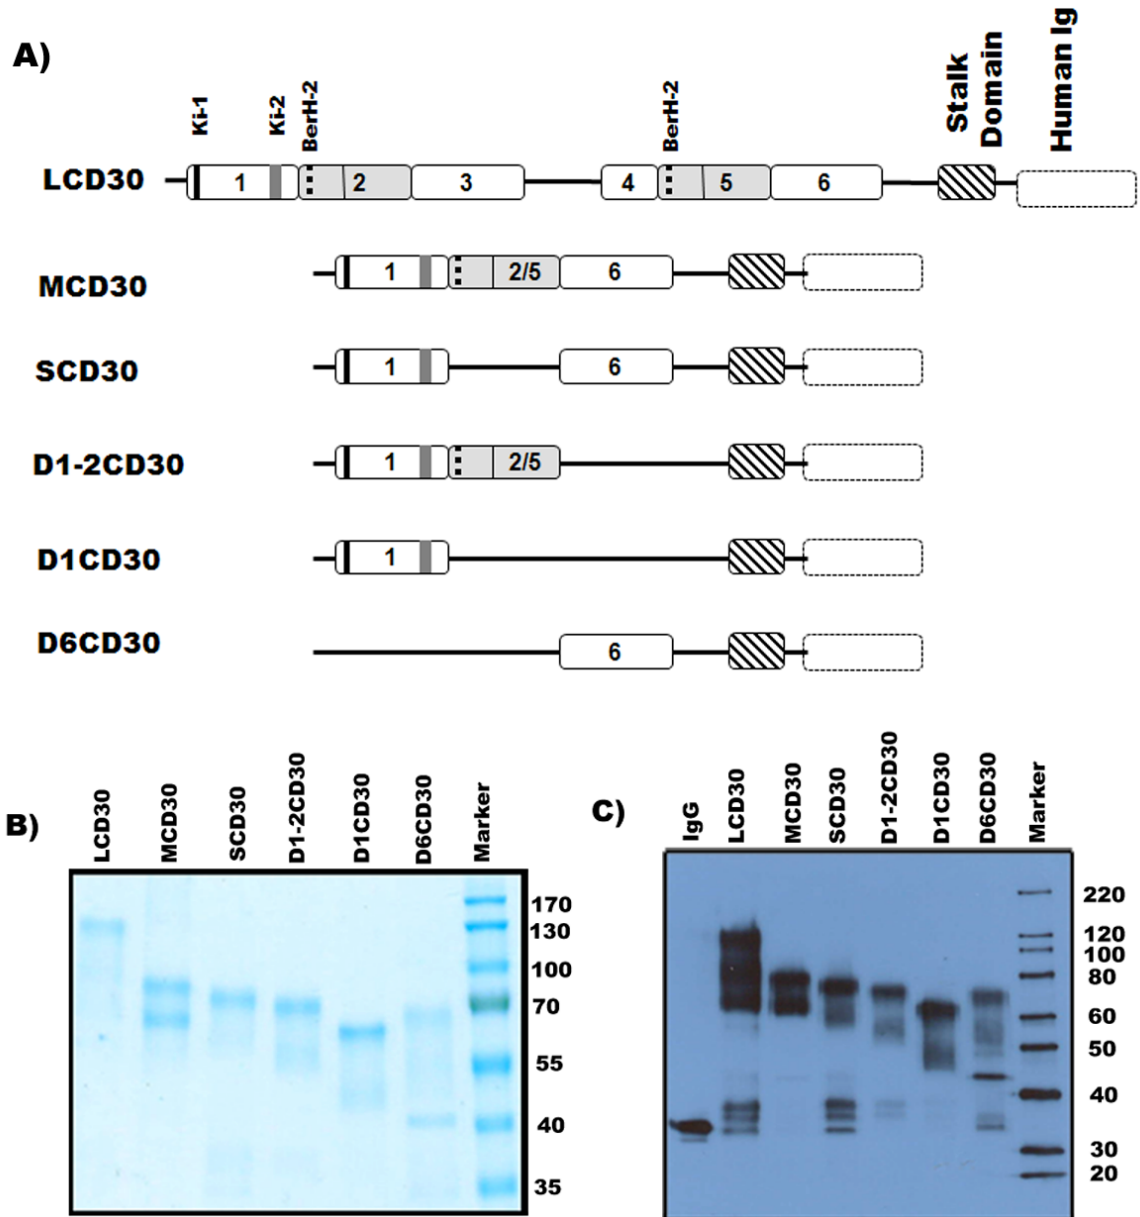 A)
Ki-1
Ki-2
BerH-2
BerH-2
Stalk
Domain
Human Ig
LCD30
1
2
3
4
5
6
MCD30
1
2/5
6
SCD30
1
6
D1-2CD30
1
2/5
D1CD30
1
D6CD30
6
B)
LCD30
MCD30
SCD30
D1-2CD30
D1CD30
D6CD30
Marker
170
130
100
70
55
40
35
C)
IgG
LCD30
MCD30
SCD30
D1-2CD30
D1CD30
D6CD30
Marker
220
120
100
80
60
50
40
30
20